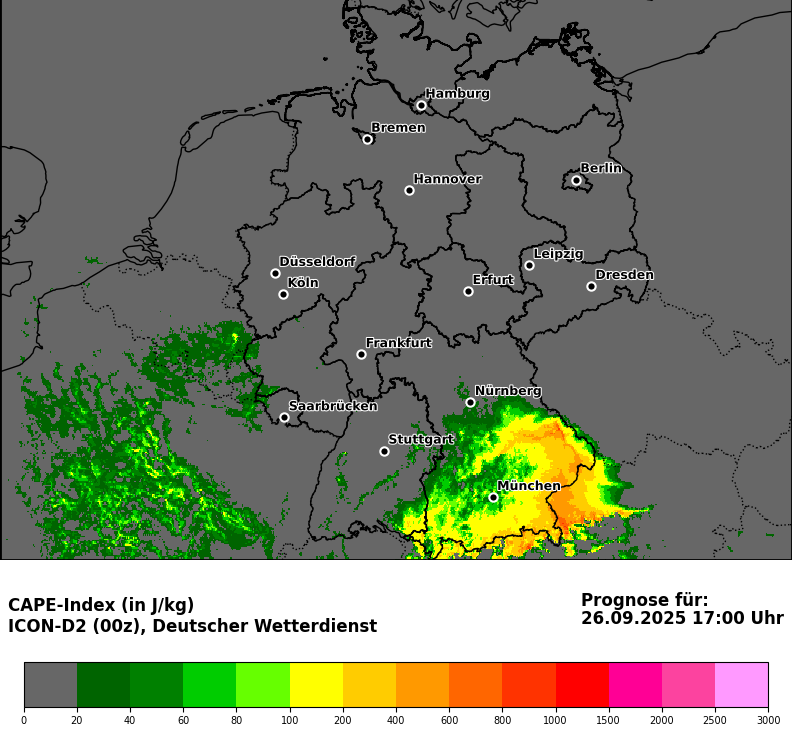 Hamburg
Bremen
Berlin
Hannover
Leipzig
Düsseldorf
Dresden
Köln
Erfurt
Frankfurt
Nürnberg
Saarbrücken
Stuttgart
München
CAPE-Index (in J/kg)
ICON-D2 (00z), Deutscher Wetterdienst
Prognose für:
26.09.2025 17:00 Uhr
0 20 40 60 80 100 200 400 600 800 1000 1500 2000 2500 3000